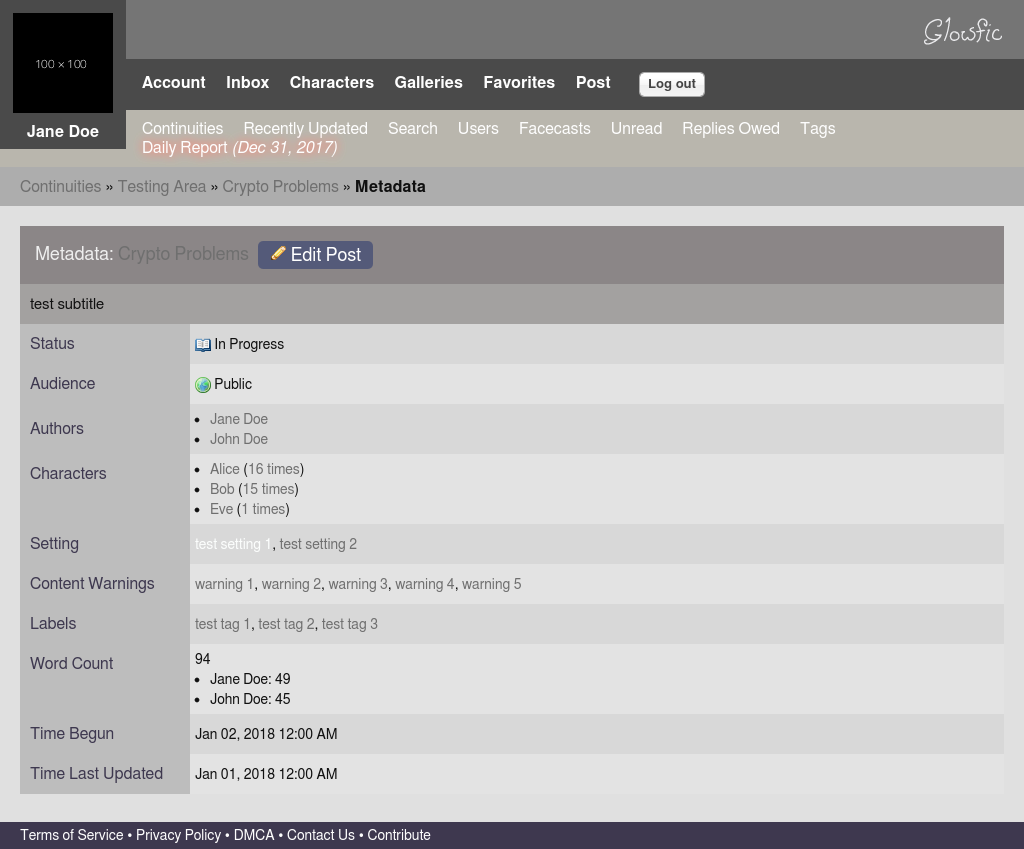 Glowfic
100 × 100
Jane Doe
Account Inbox Characters Galleries Favorites Post Log out
Continuities Recently Updated Search Users Facecasts Unread Replies Owed Tags
Daily Report (Dec 31, 2017)
Continuities » Testing Area » Crypto Problems » Metadata
Metadata: Crypto Problems Edit Post
test subtitle
Status In Progress
Audience Public
Authors
• Jane Doe
• John Doe
Characters
• Alice (16 times)
• Bob (15 times)
• Eve (1 times)
Setting test setting 1, test setting 2
Content Warnings warning 1, warning 2, warning 3, warning 4, warning 5
Labels test tag 1, test tag 2, test tag 3
Word Count 94
• Jane Doe: 49
• John Doe: 45
Time Begun Jan 02, 2018 12:00 AM
Time Last Updated Jan 01, 2018 12:00 AM
Terms of Service • Privacy Policy • DMCA • Contact Us • Contribute